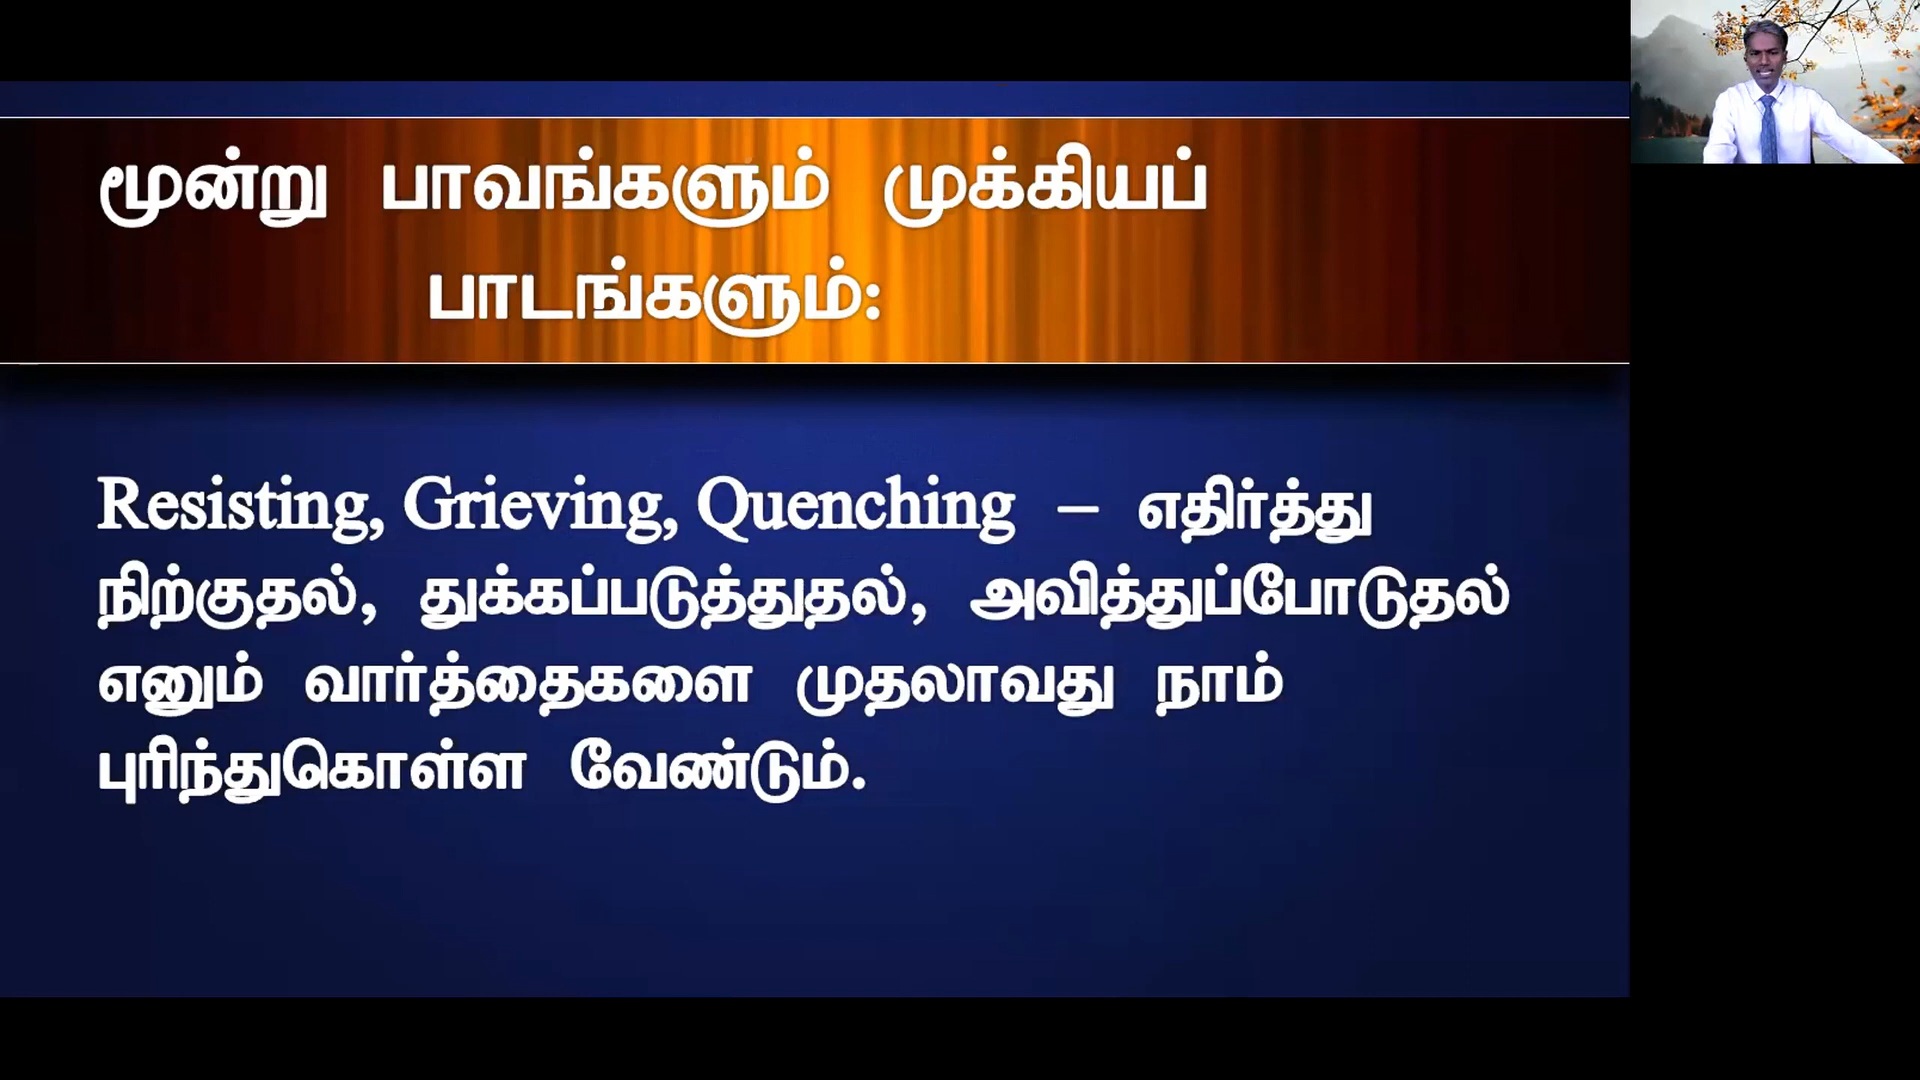 மூன்று பாவங்களும் முக்கியப்
பாடங்களும்:
Resisting, Grieving, Quenching – எதிர்த்து
நிற்குதல், துக்கப்படுத்துதல், அவித்துப்போடுதல்
எனும் வார்த்தைகளை முதலாவது நாம்
புரிந்துகொள்ள வேண்டும்.